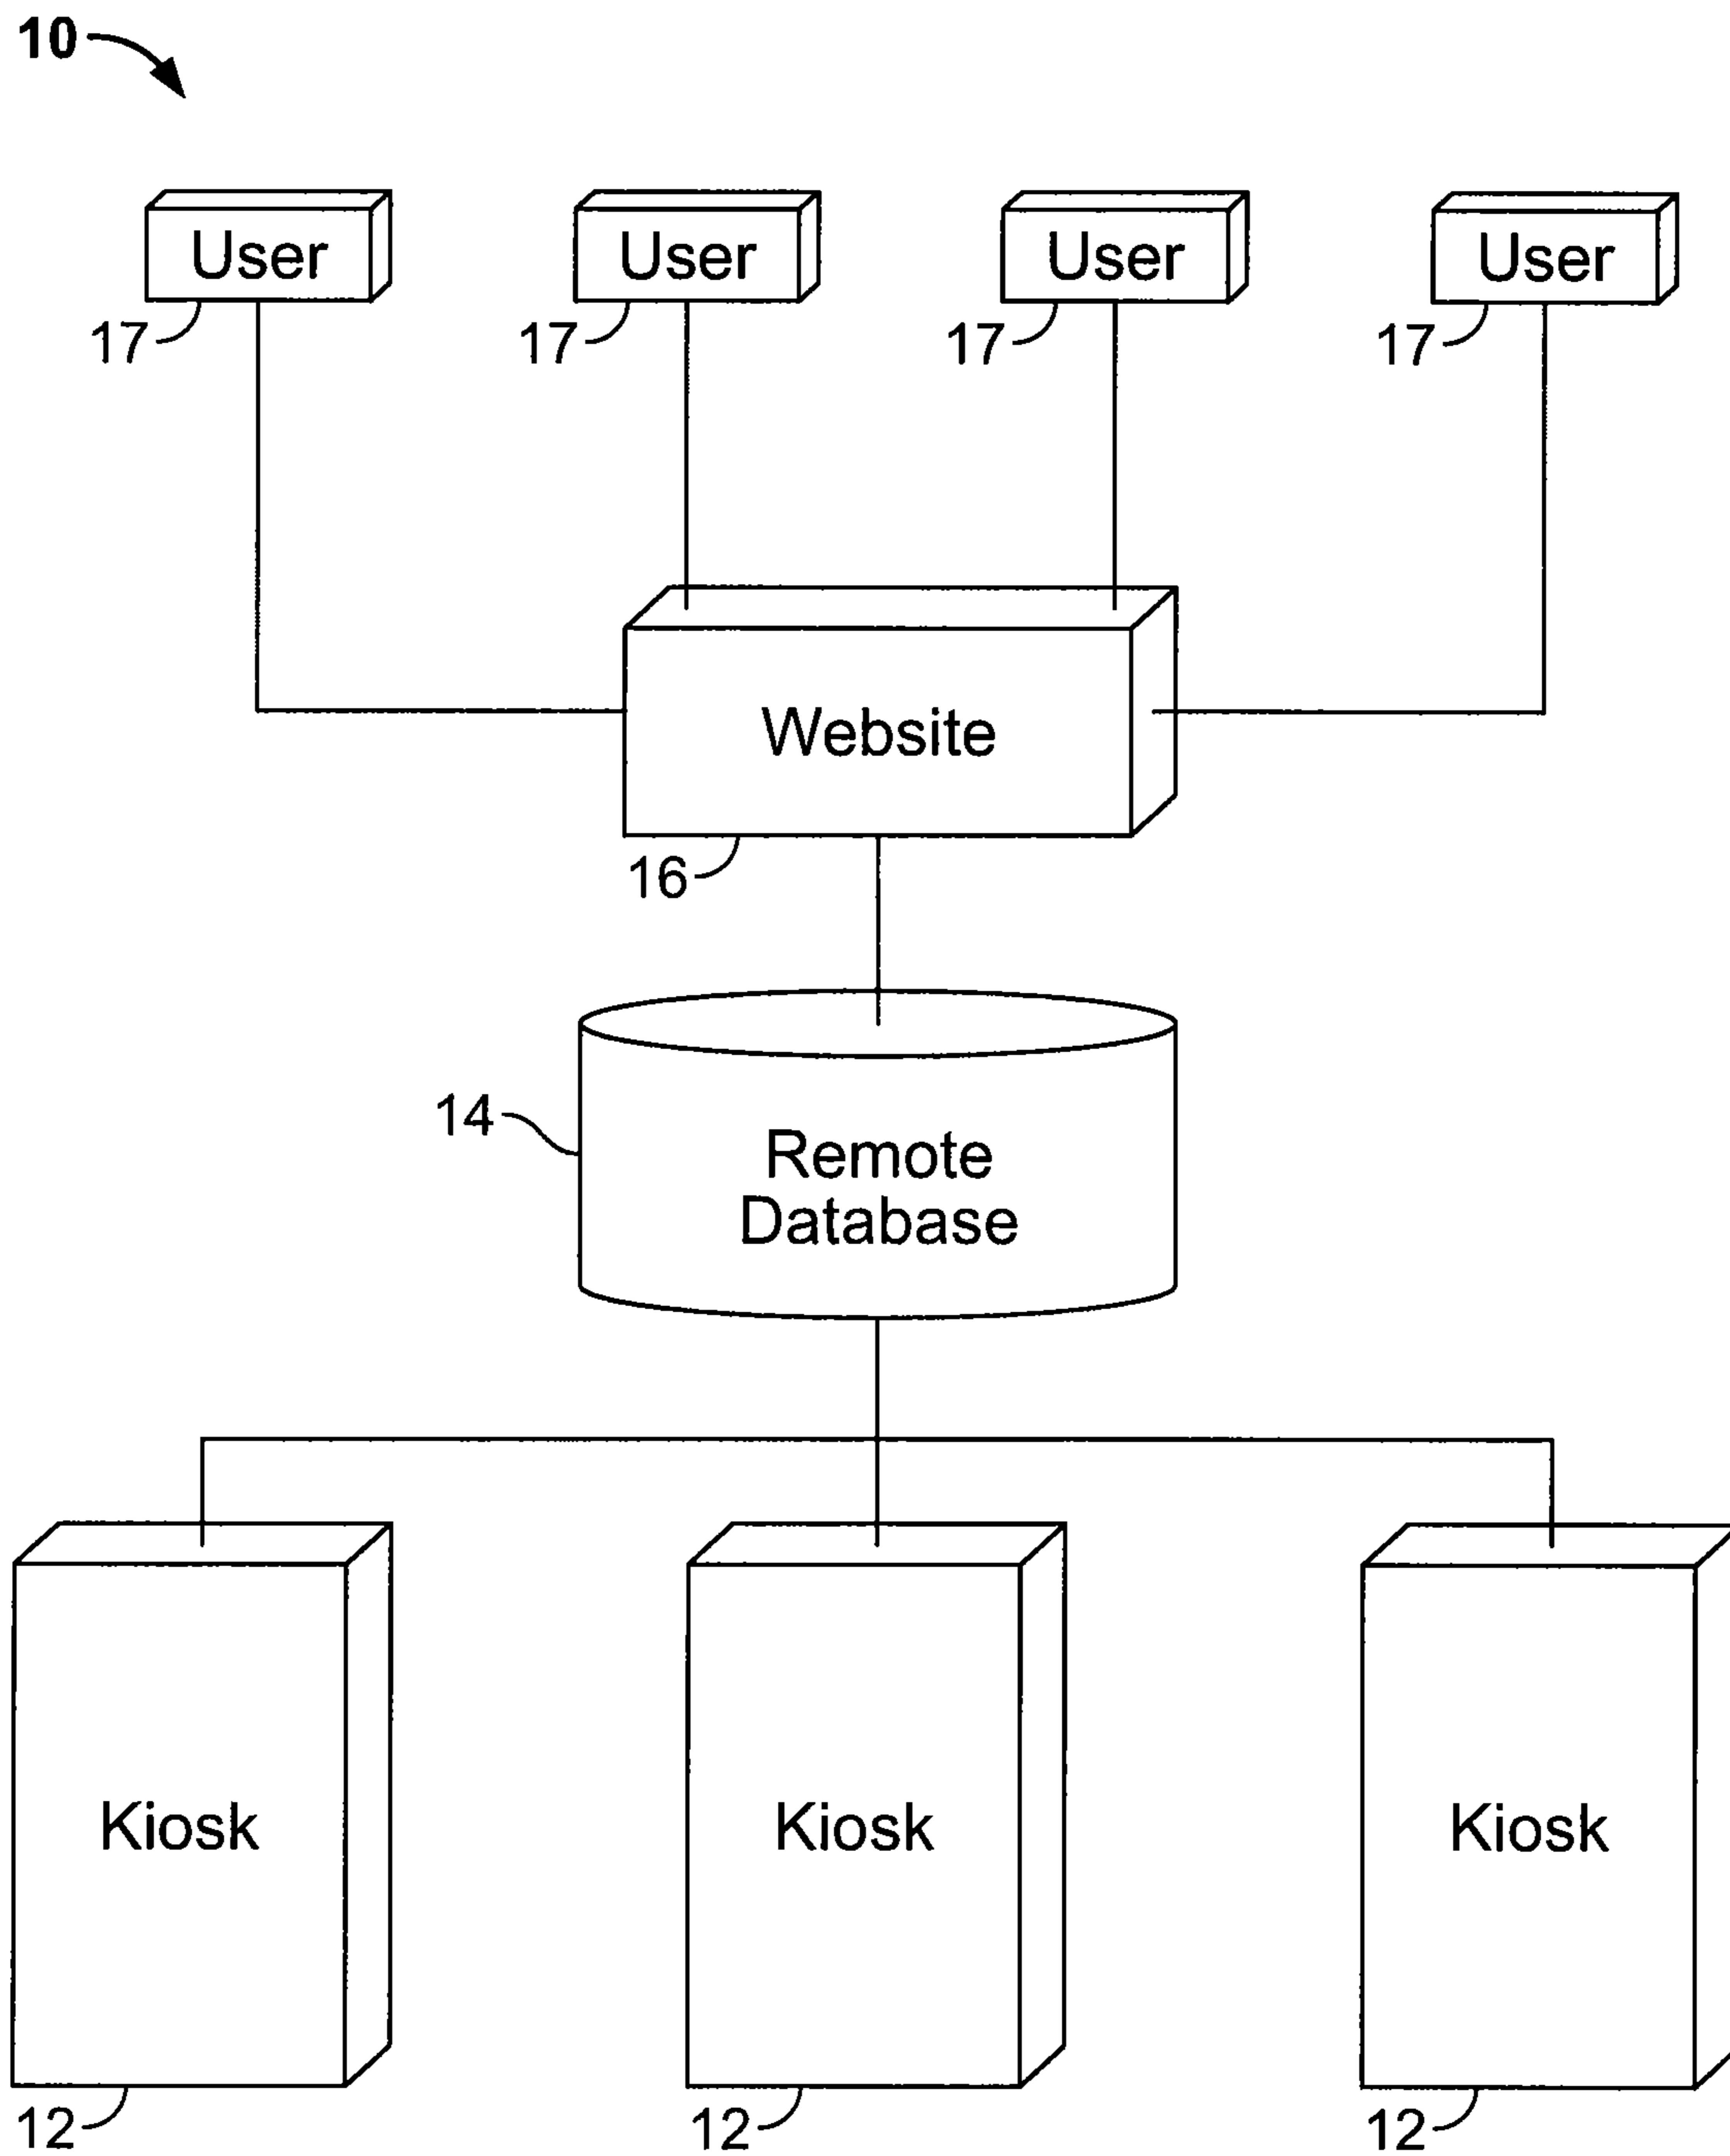 10
User
User
User
User
17
17
17
17
Website
16
14
Remote
Database
Kiosk
Kiosk
Kiosk
12
12
12